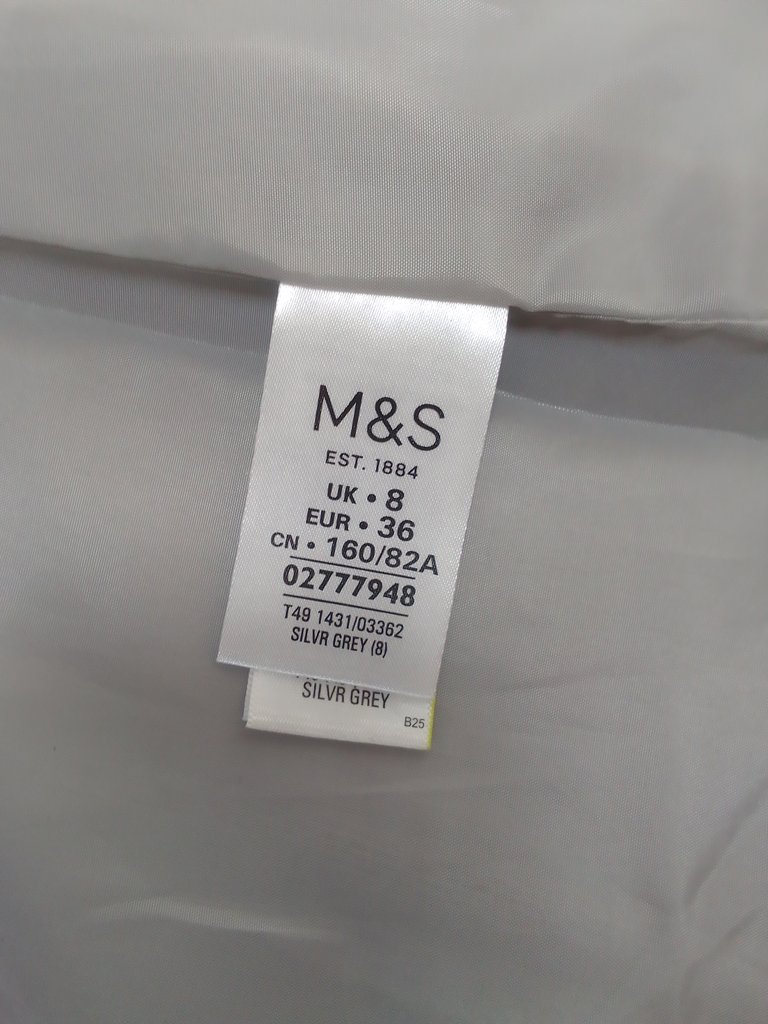 M&S
EST. 1884
UK • 8
EUR • 36
CN • 160/82A
02777948
T49 1431/03362
SILVR GREY (8)
SILVR GREY
B25